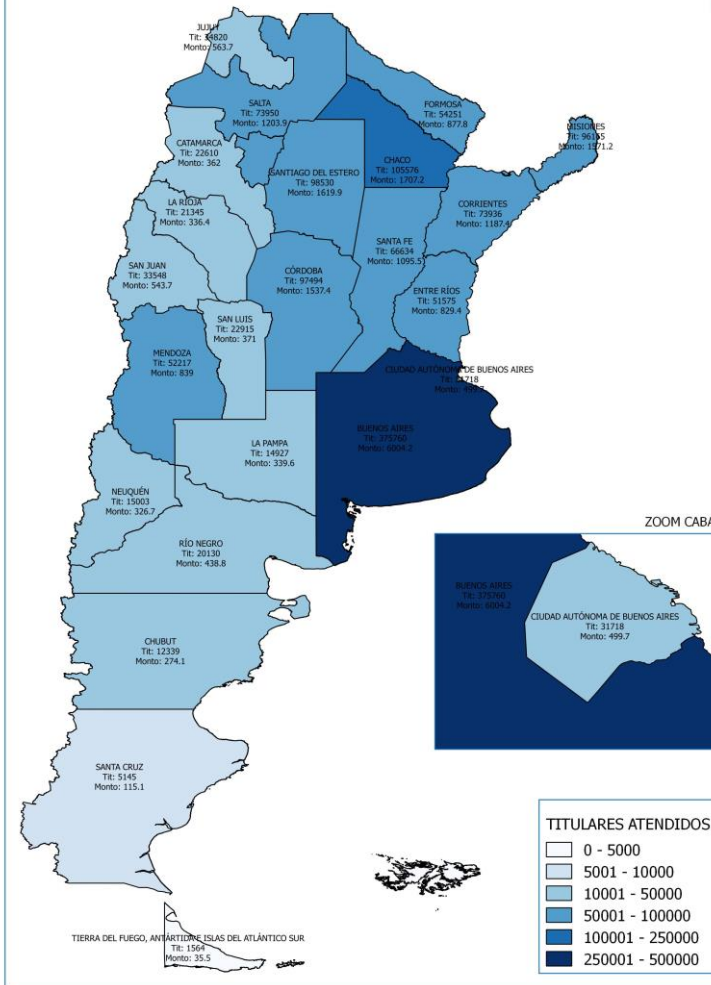 JUJUY
Tit: 34820
Monto: 563.7
SALTA
Tit: 73950
Monto: 1203.9
FORMOSA
Tit: 54251
Monto: 877.8
MISIONES
Monto: 1571.2
CATAMARCA
Tit: 22610
Monto: 362
CHACO
Tit: 105576
Monto: 1707.2
SANTIAGO DEL ESTERO
Tit: 98530
Monto: 1619.9
LA RIOJA
Tit: 21345
Monto: 336.4
CORRIENTES
Tit: 73936
Monto: 1187.4
SANTA FE
Tit: 66634
Monto: 1095.5
SAN JUAN
Tit: 33548
Monto: 543.7
CÓRDOBA
Tit: 97494
Monto: 1537.4
ENTRE RÍOS
Tit: 51575
Monto: 829.4
SAN LUIS
Tit: 22915
Monto: 371
MENDOZA
Tit: 52217
Monto: 839
CIUDAD AUTÓNOMA DE BUENOS AIRES
Tit: 31718
Monto: 499.7
BUENOS AIRES
Tit: 375760
Monto: 6004.2
LA PAMPA
Tit: 14927
Monto: 339.6
NEUQUÉN
Tit: 15003
Monto: 326.7
RÍO NEGRO
Tit: 20130
Monto: 438.8
ZOOM CABA
BUENOS AIRES
Tit: 375760
Monto: 6004.2
CIUDAD AUTÓNOMA DE BUENOS AIRES
Tit: 31718
Monto: 499.7
CHUBUT
Tit: 12339
Monto: 274.1
SANTA CRUZ
Tit: 5145
Monto: 115.1
TIERRA DEL FUEGO, ANTÁRTIDA E ISLAS DEL ATLÁNTICO SUR
Tit: 1564
Monto: 35.5
TITULARES ATENDIDOS
0 - 5000
5001 - 10000
10001 - 50000
50001 - 100000
100001 - 250000
250001 - 500000